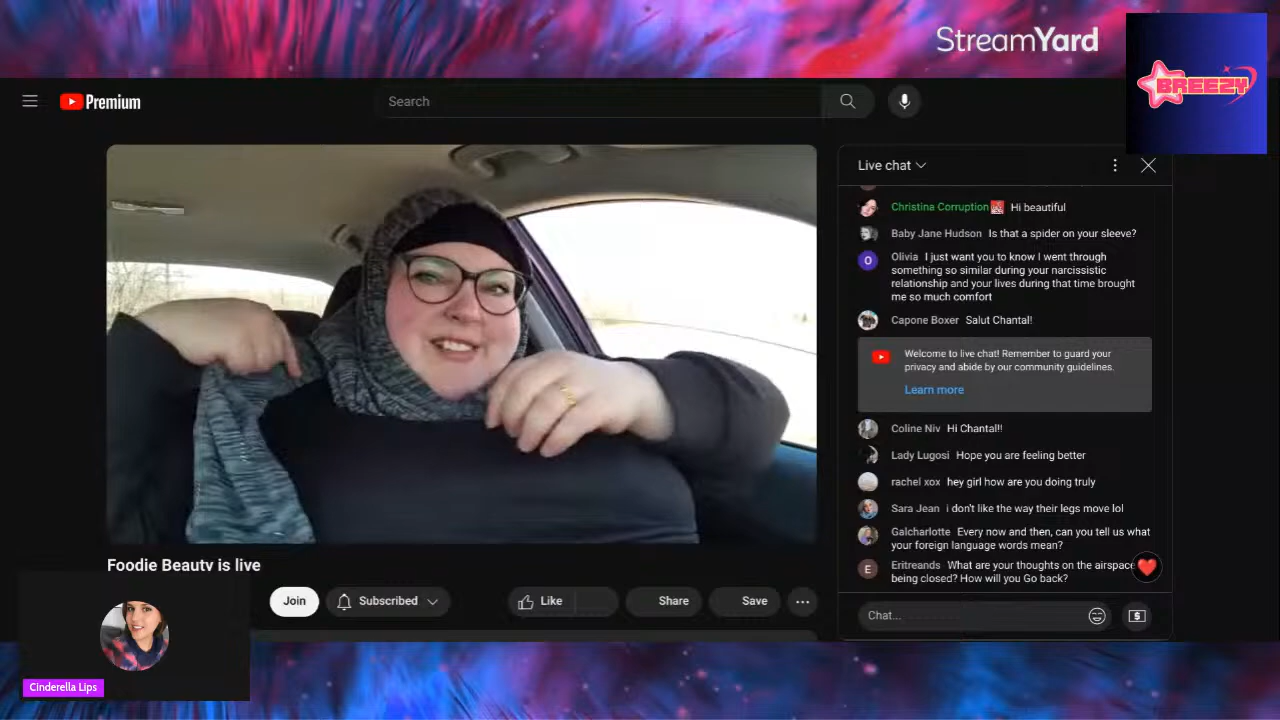 StreamYard
BREEZY
Premium
Search
Live chat
Christina Corruption Hi beautiful
Baby Jane Hudson Is that a spider on your sleeve?
Olivia I just want you to know I went through
something so similar during your narcissistic
relationship and your lives during that time brought
me so much comfort
Capone Boxer Salut Chantal!
Welcome to live chat! Remember to guard your
privacy and abide by our community guidelines.
Learn more
Coline Niv Hi Chantal!!
Lady Lugosi Hope you are feeling better
rachel xox hey girl how are you doing truly
Sara Jean i don't like the way their legs move lol
Galcharlotte Every now and then, can you tell us what
your foreign language words mean?
E
Eritreands What are your thoughts on the airspace
being closed? How will you Go back?
Chat...
Foodie Beauty is live
Join
Subscribed
Like
Share
Save
Cinderella Lips